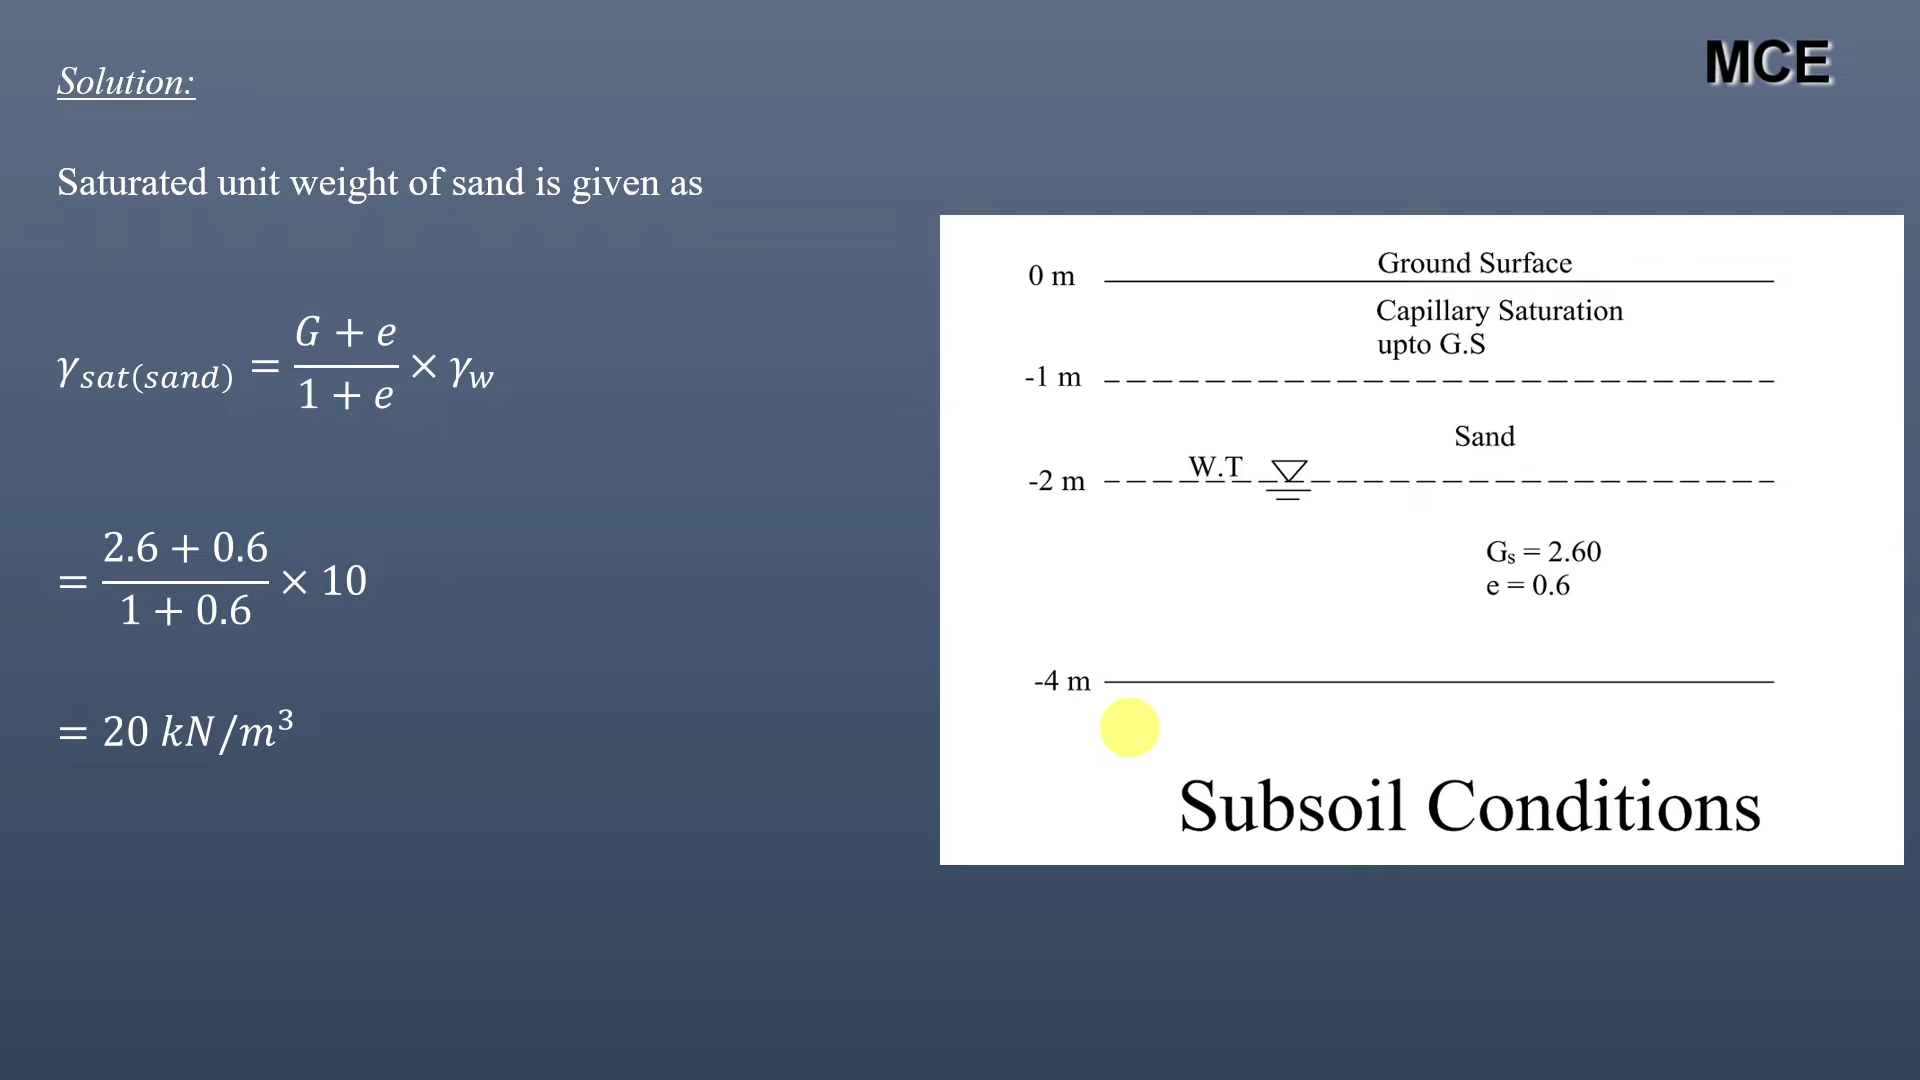 MCE
Solution:
Saturated unit weight of sand is given as
γ_sat(sand) = (G + e)/(1 + e) × γ_w
= (2.6 + 0.6)/(1 + 0.6) × 10
= 20 kN/m³
0 m
Ground Surface
Capillary Saturation
upto G.S
-1 m
Sand
W.T
-2 m
Gₛ = 2.60
e = 0.6
-4 m
Subsoil Conditions